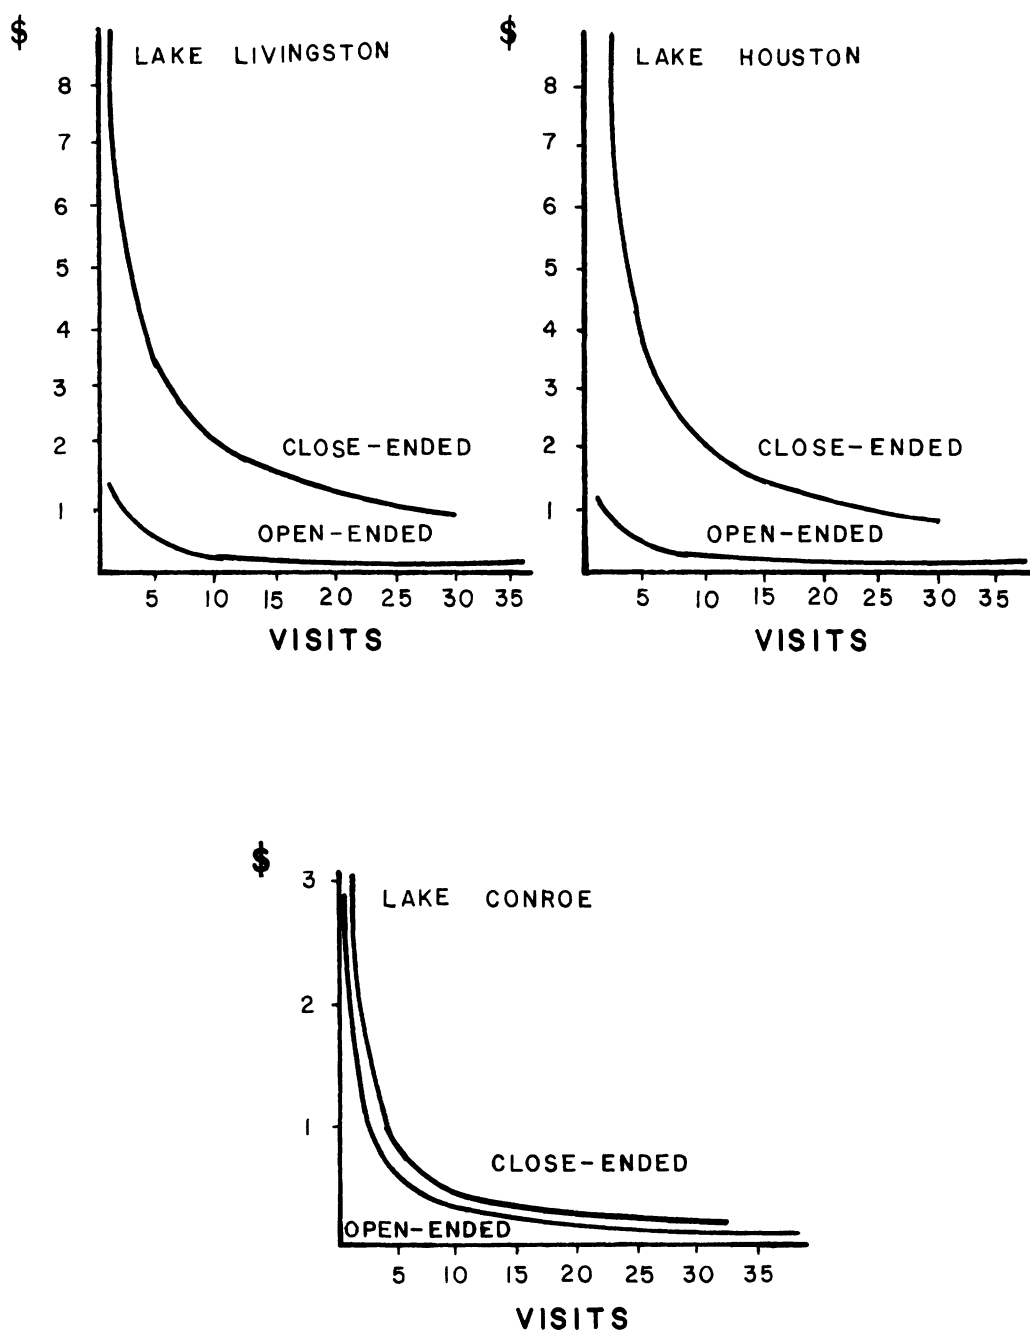 $
LAKE LIVINGSTON
8
7
6
5
4
3
2
1
CLOSE-ENDED
OPEN-ENDED
5 10 15 20 25 30 35
VISITS
$
LAKE HOUSTON
8
7
6
5
4
3
2
1
CLOSE-ENDED
OPEN-ENDED
5 10 15 20 25 30 35
VISITS
$
LAKE CONROE
3
2
1
CLOSE-ENDED
OPEN-ENDED
5 10 15 20 25 30 35
VISITS